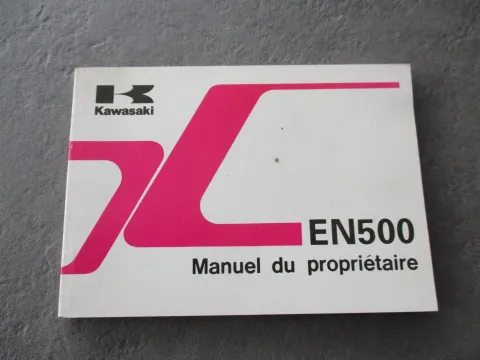 Kawasaki
EN500
Manuel du propriétaire